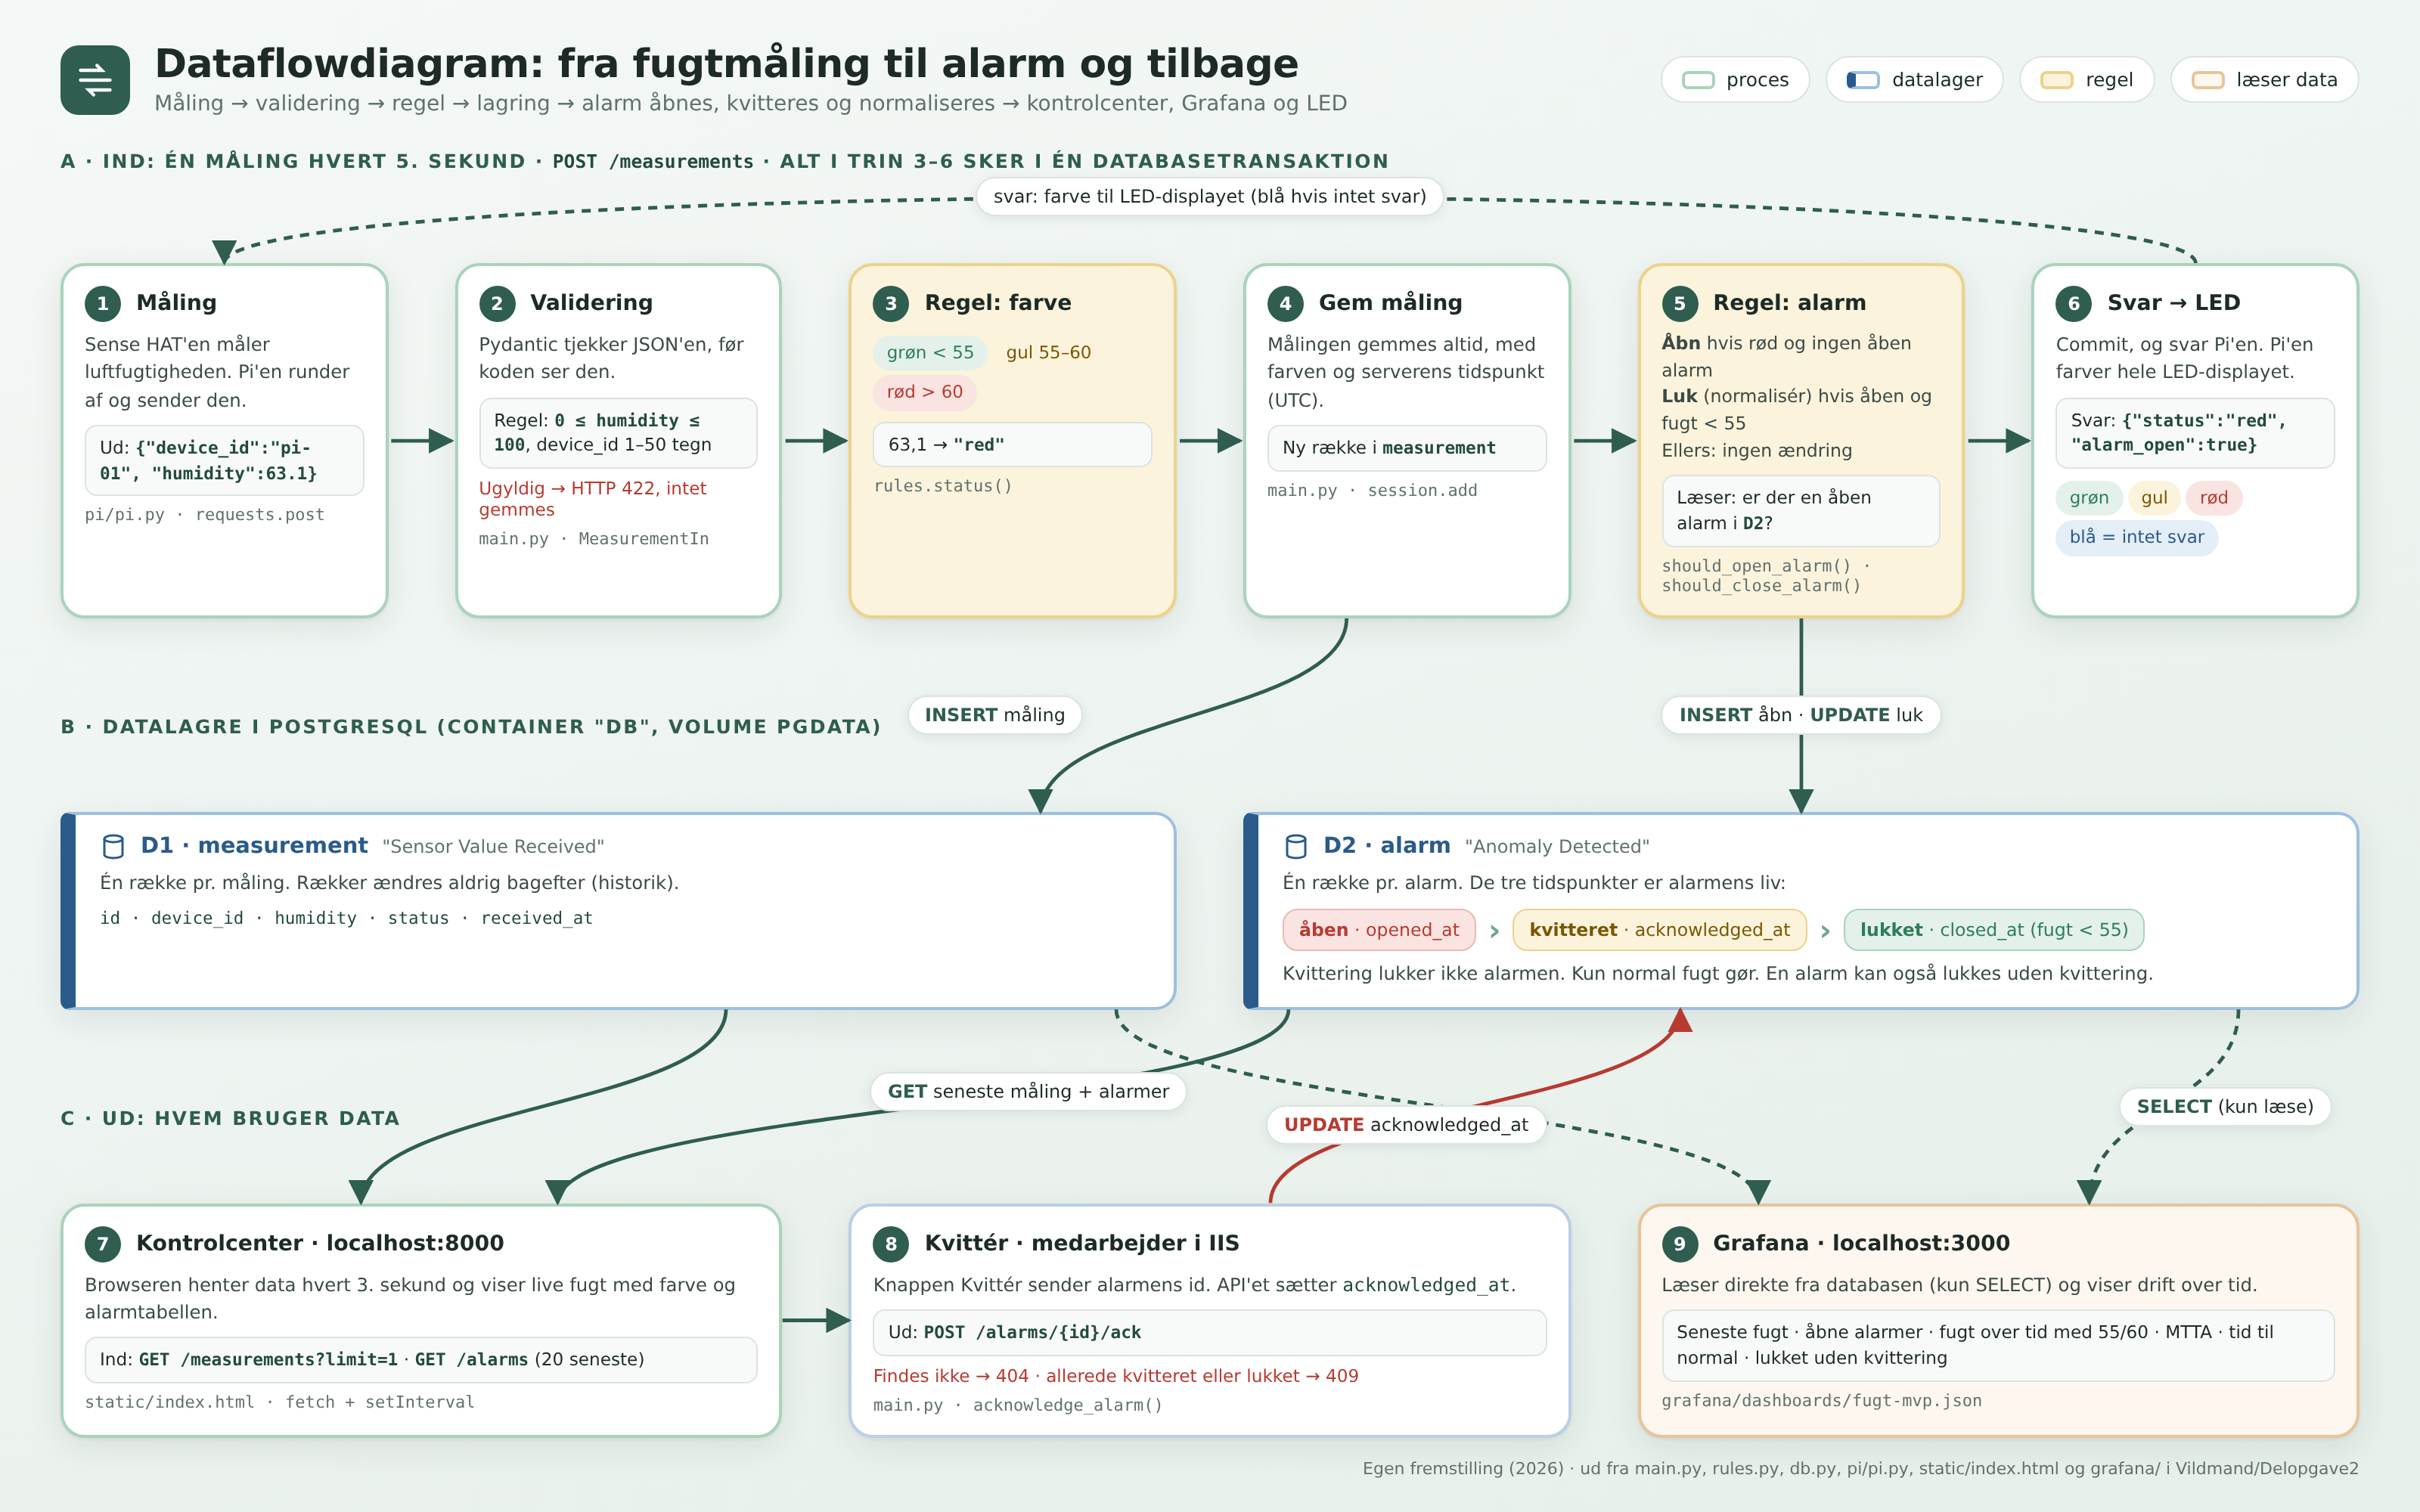 Dataflowdiagram: fra fugtmåling til alarm og tilbage
Måling → validering → regel → lagring → alarm åbnes, kvitteres og normaliseres → kontrolcenter, Grafana og LED
proces
datalager
regel
læser data
A · IND: ÉN MÅLING HVERT 5. SEKUND · POST /measurements · ALT I TRIN 3–6 SKER I ÉN DATABASETRANSAKTION
svar: farve til LED-displayet (blå hvis intet svar)
1 Måling
Sense HAT'en måler
luftfugtigheden. Pi'en runder
af og sender den.
Ud: {"device_id":"pi-
01", "humidity":63.1}
pi/pi.py · requests.post
2 Validering
Pydantic tjekker JSON'en, før
koden ser den.
Regel: 0 ≤ humidity ≤
100, device_id 1–50 tegn
Ugyldig → HTTP 422, intet
gemmes
main.py · MeasurementIn
3 Regel: farve
grøn < 55 gul 55–60
rød > 60
63,1 → "red"
rules.status()
4 Gem måling
Målingen gemmes altid, med
farven og serverens tidspunkt
(UTC).
Ny række i measurement
main.py · session.add
5 Regel: alarm
Åbn hvis rød og ingen åben
alarm
Luk (normalisér) hvis åben og
fugt < 55
Ellers: ingen ændring
Læser: er der en åben
alarm i D2?
should_open_alarm() ·
should_close_alarm()
6 Svar → LED
Commit, og svar Pi'en. Pi'en
farver hele LED-displayet.
Svar: {"status":"red",
"alarm_open":true}
grøn gul rød
blå = intet svar
B · DATALAGRE I POSTGRESQL (CONTAINER "DB", VOLUME PGDATA)
INSERT måling
INSERT åbn · UPDATE luk
D1 · measurement "Sensor Value Received"
Én række pr. måling. Rækker ændres aldrig bagefter (historik).
id · device_id · humidity · status · received_at
D2 · alarm "Anomaly Detected"
Én række pr. alarm. De tre tidspunkter er alarmens liv:
åben · opened_at › kvitteret · acknowledged_at › lukket · closed_at (fugt < 55)
Kvittering lukker ikke alarmen. Kun normal fugt gør. En alarm kan også lukkes uden kvittering.
C · UD: HVEM BRUGER DATA
GET seneste måling + alarmer
UPDATE acknowledged_at
SELECT (kun læse)
7 Kontrolcenter · localhost:8000
Browseren henter data hvert 3. sekund og viser live fugt med farve og
alarmtabellen.
Ind: GET /measurements?limit=1 · GET /alarms (20 seneste)
static/index.html · fetch + setInterval
8 Kvittér · medarbejder i IIS
Knappen Kvittér sender alarmens id. API'et sætter acknowledged_at.
Ud: POST /alarms/{id}/ack
Findes ikke → 404 · allerede kvitteret eller lukket → 409
main.py · acknowledge_alarm()
9 Grafana · localhost:3000
Læser direkte fra databasen (kun SELECT) og viser drift over tid.
Seneste fugt · åbne alarmer · fugt over tid med 55/60 · MTTA · tid til
normal · lukket uden kvittering
grafana/dashboards/fugt-mvp.json
Egen fremstilling (2026) · ud fra main.py, rules.py, db.py, pi/pi.py, static/index.html og grafana/ i Vildmand/Delopgave2